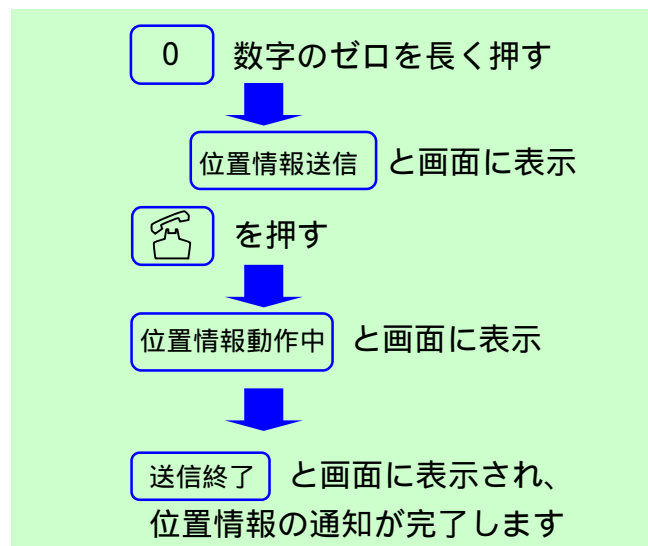 0 数字のゼロを長く押す
位置情報送信 と画面に表示
を押す
位置情報動作中 と画面に表示
送信終了 と画面に表示され、
位置情報の通知が完了します